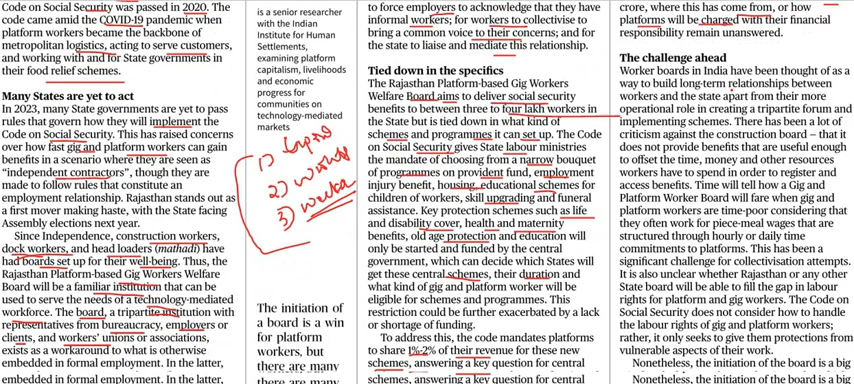 Code on Social Security was passed in 2020. The
code came amid the COVID-19 pandemic when
platform workers became the backbone of
metropolitan logistics, acting to serve customers,
and working with and for State governments in
their food relief schemes.
Many States are yet to act
In 2023, many State governments are yet to pass
rules that govern how they will implement the
Code on Social Security. This has raised concerns
over how fast gig and platform workers can gain
benefits in a scenario where they are seen as
“independent contractors”, though they are
made to follow rules that constitute an
employment relationship. Rajasthan stands out as
a first mover making haste, with the State facing
Assembly elections next year.
Since Independence, construction workers,
dock workers, and head loaders (mathadi) have
had boards set up for their well-being. Thus, the
Rajasthan Platform-based Gig Workers Welfare
Board will be a familiar institution that can be
used to serve the needs of a technology-mediated
workforce. The board, a tripartite institution with
representatives from bureaucracy, employers or
clients, and workers’ unions or associations,
exists as a workaround to what is otherwise
embedded in formal employment. In the latter,
embedded in formal employment. In the latter,
is a senior researcher
with the Indian
Institute for Human
Settlements,
examining platform
capitalism, livelihoods
and economic
progress for
communities on
technology-mediated
markets
1)
2)
3)
The initiation of
a board is a win
for platform
workers, but
there are many
there are many
to force employers to acknowledge that they have
informal workers; for workers to collectivise to
bring a common voice to their concerns; and for
the state to liaise and mediate this relationship.
Tied down in the specifics
The Rajasthan Platform-based Gig Workers
Welfare Board aims to deliver social security
benefits to between three to four lakh workers in
the State but is tied down in what kind of
schemes and programmes it can set up. The Code
on Social Security gives State labour ministries
the mandate of choosing from a narrow bouquet
of programmes on provident fund, employment
injury benefit, housing, educational schemes for
children of workers, skill upgrading and funeral
assistance. Key protection schemes such as life
and disability cover, health and maternity
benefits, old age protection and education will
only be started and funded by the central
government, which can decide which States will
get these central schemes, their duration and
what kind of gig and platform worker will be
eligible for schemes and programmes. This
restriction could be further exacerbated by a lack
or shortage of funding.
To address this, the code mandates platforms
to share 1%-2% of their revenue for these new
schemes, answering a key question for central
schemes, answering a key question for central
crore, where has this come from, or how
platforms will be charged with their financial
responsibility remain unanswered.
The challenge ahead
Worker boards in India have been thought of as a
way to build long-term relationships between
workers and the state apart from their more
operational role in creating a tripartite forum and
implementing schemes. There has been a lot of
criticism against the construction board – that it
does not provide benefits that are useful enough
to offset the time, money and other resources
workers have to spend in order to register and
access benefits. Time will tell how a Gig and
Platform Worker Board will fare when gig and
platform workers are time-poor considering that
they often work for piece-meal wages that are
structured through hourly or daily time
commitments to platforms. This has been a
significant challenge for collectivisation attempts.
It is also unclear whether Rajasthan or any other
State board will be able to fill the gap in labour
rights for platform and gig workers. The Code on
Social Security does not consider how to handle
the labour rights of gig and platform workers;
rather, it only seeks to give them protections from
vulnerable aspects of their work.
Nonetheless, the initiation of the board is a big
Nonetheless, the initiation of the board is a big